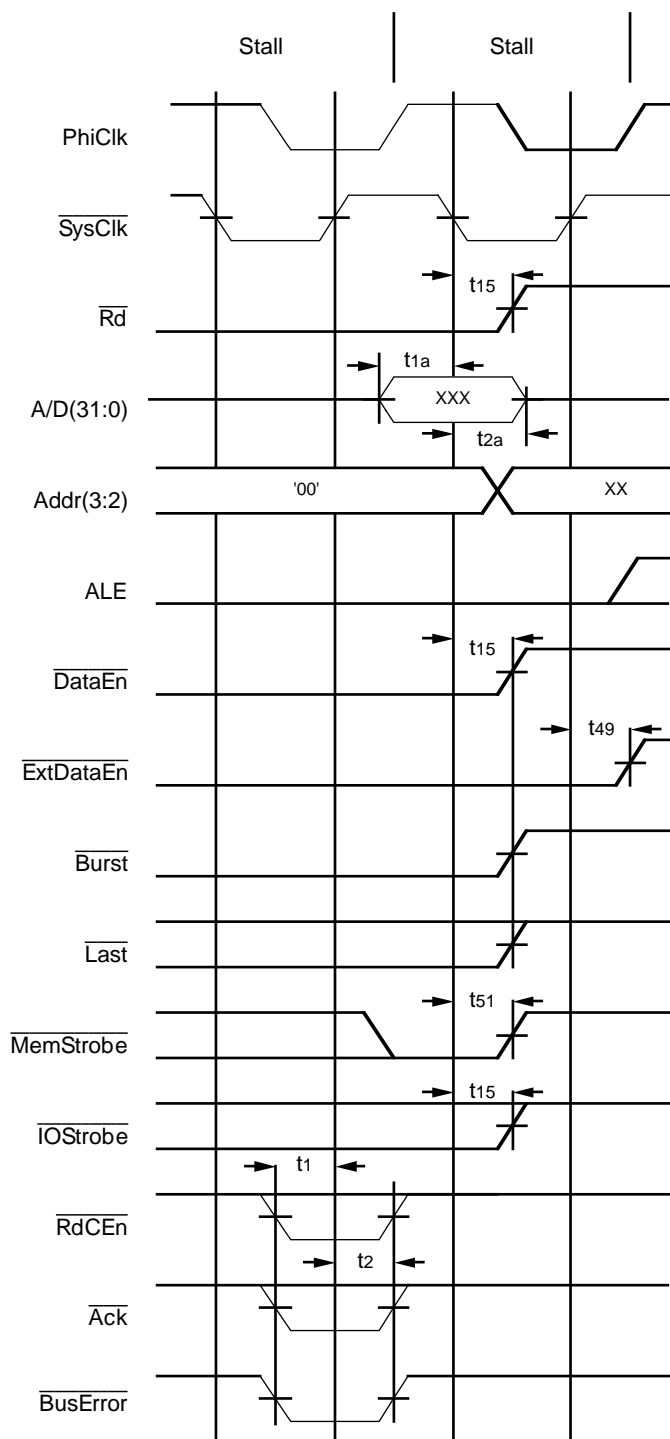 Stall Stall
PhiClk
SysClk
t15
Rd
t1a
A/D(31:0) XXX
t2a
Addr(3:2) '00' XX
ALE
t15
DataEn
t49
ExtDataEn
Burst
Last
t51
MemStrobe
t15
IOStrobe
t1
RdCEn
t2
Ack
BusError